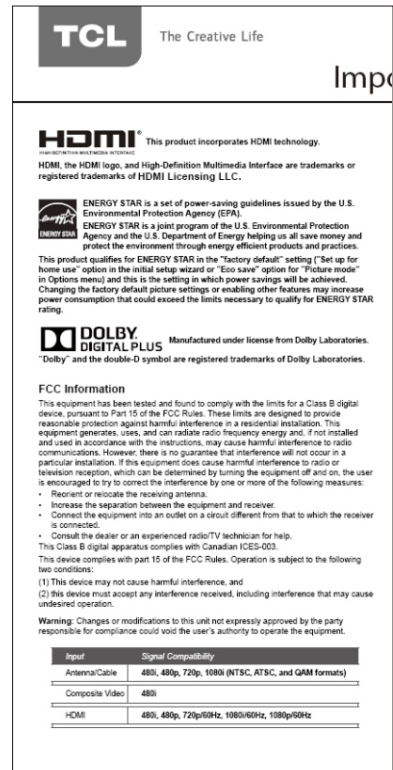 TCL
The Creative Life
Impo
HDMI® This product incorporates HDMI technology.
HIGH-DEFINITION MULTIMEDIA INTERFACE
HDMI, the HDMI logo, and High-Definition Multimedia Interface are trademarks or
registered trademarks of HDMI Licensing LLC.
ENERGY STAR is a set of power-saving guidelines issued by the U.S.
Environmental Protection Agency (EPA).
ENERGY STAR is a joint program of the U.S. Environmental Protection
Agency and the U.S. Department of Energy helping us all save money and
protect the environment through energy efficient products and practices.
energy
ENERGY STAR
This product qualifies for ENERGY STAR in the "factory default" setting ("Set up for
home use" option in the initial setup wizard or "Eco save" option for "Picture mode"
in Options menu) and this is the setting in which power savings will be achieved.
Changing the factory default picture settings or enabling other features may increase
power consumption that could exceed the limits necessary to qualify for ENERGY STAR
rating.
DOLBY.
DIGITAL PLUS
Manufactured under license from Dolby Laboratories.
"Dolby" and the double-D symbol are registered trademarks of Dolby Laboratories.
FCC Information
This equipment has been tested and found to comply with the limits for a Class B digital
device, pursuant to Part 15 of the FCC Rules. These limits are designed to provide
reasonable protection against harmful interference in a residential installation. This
equipment generates, uses, and can radiate radio frequency energy and, if not installed
and used in accordance with the instructions, may cause harmful interference to radio
communications. However, there is no guarantee that interference will not occur in a
particular installation. If this equipment does cause harmful interference to radio or
television reception, which can be determined by turning the equipment off and on, the user
is encouraged to try to correct the interference by one or more of the following measures:
• Reorient or relocate the receiving antenna.
• Increase the separation between the equipment and receiver.
• Connect the equipment into an outlet on a circuit different from that to which the receiver
is connected.
• Consult the dealer or an experienced radio/TV technician for help.
This Class B digital apparatus complies with Canadian ICES-003.
This device complies with part 15 of the FCC Rules. Operation is subject to the following
two conditions:
(1) This device may not cause harmful interference, and
(2) this device must accept any interference received, including interference that may cause
undesired operation.
Warning: Changes or modifications to this unit not expressly approved by the party
responsible for compliance could void the user's authority to operate the equipment.
Input Signal Compatibility
Antenna/Cable 480i, 480p, 720p, 1080i (NTSC, ATSC, and QAM formats)
Composite Video 480i
HDMI 480i, 480p, 720p/60Hz, 1080i/60Hz, 1080p/60Hz